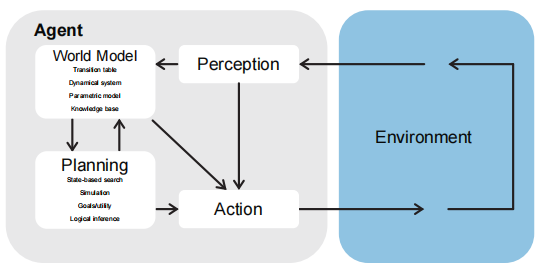 Agent
World Model
Transition table
Dynamical system
Parametric model
Knowledge base
Perception
Environment
Planning
State-based search
Simulation
Goals/utility
Logical inference
Action